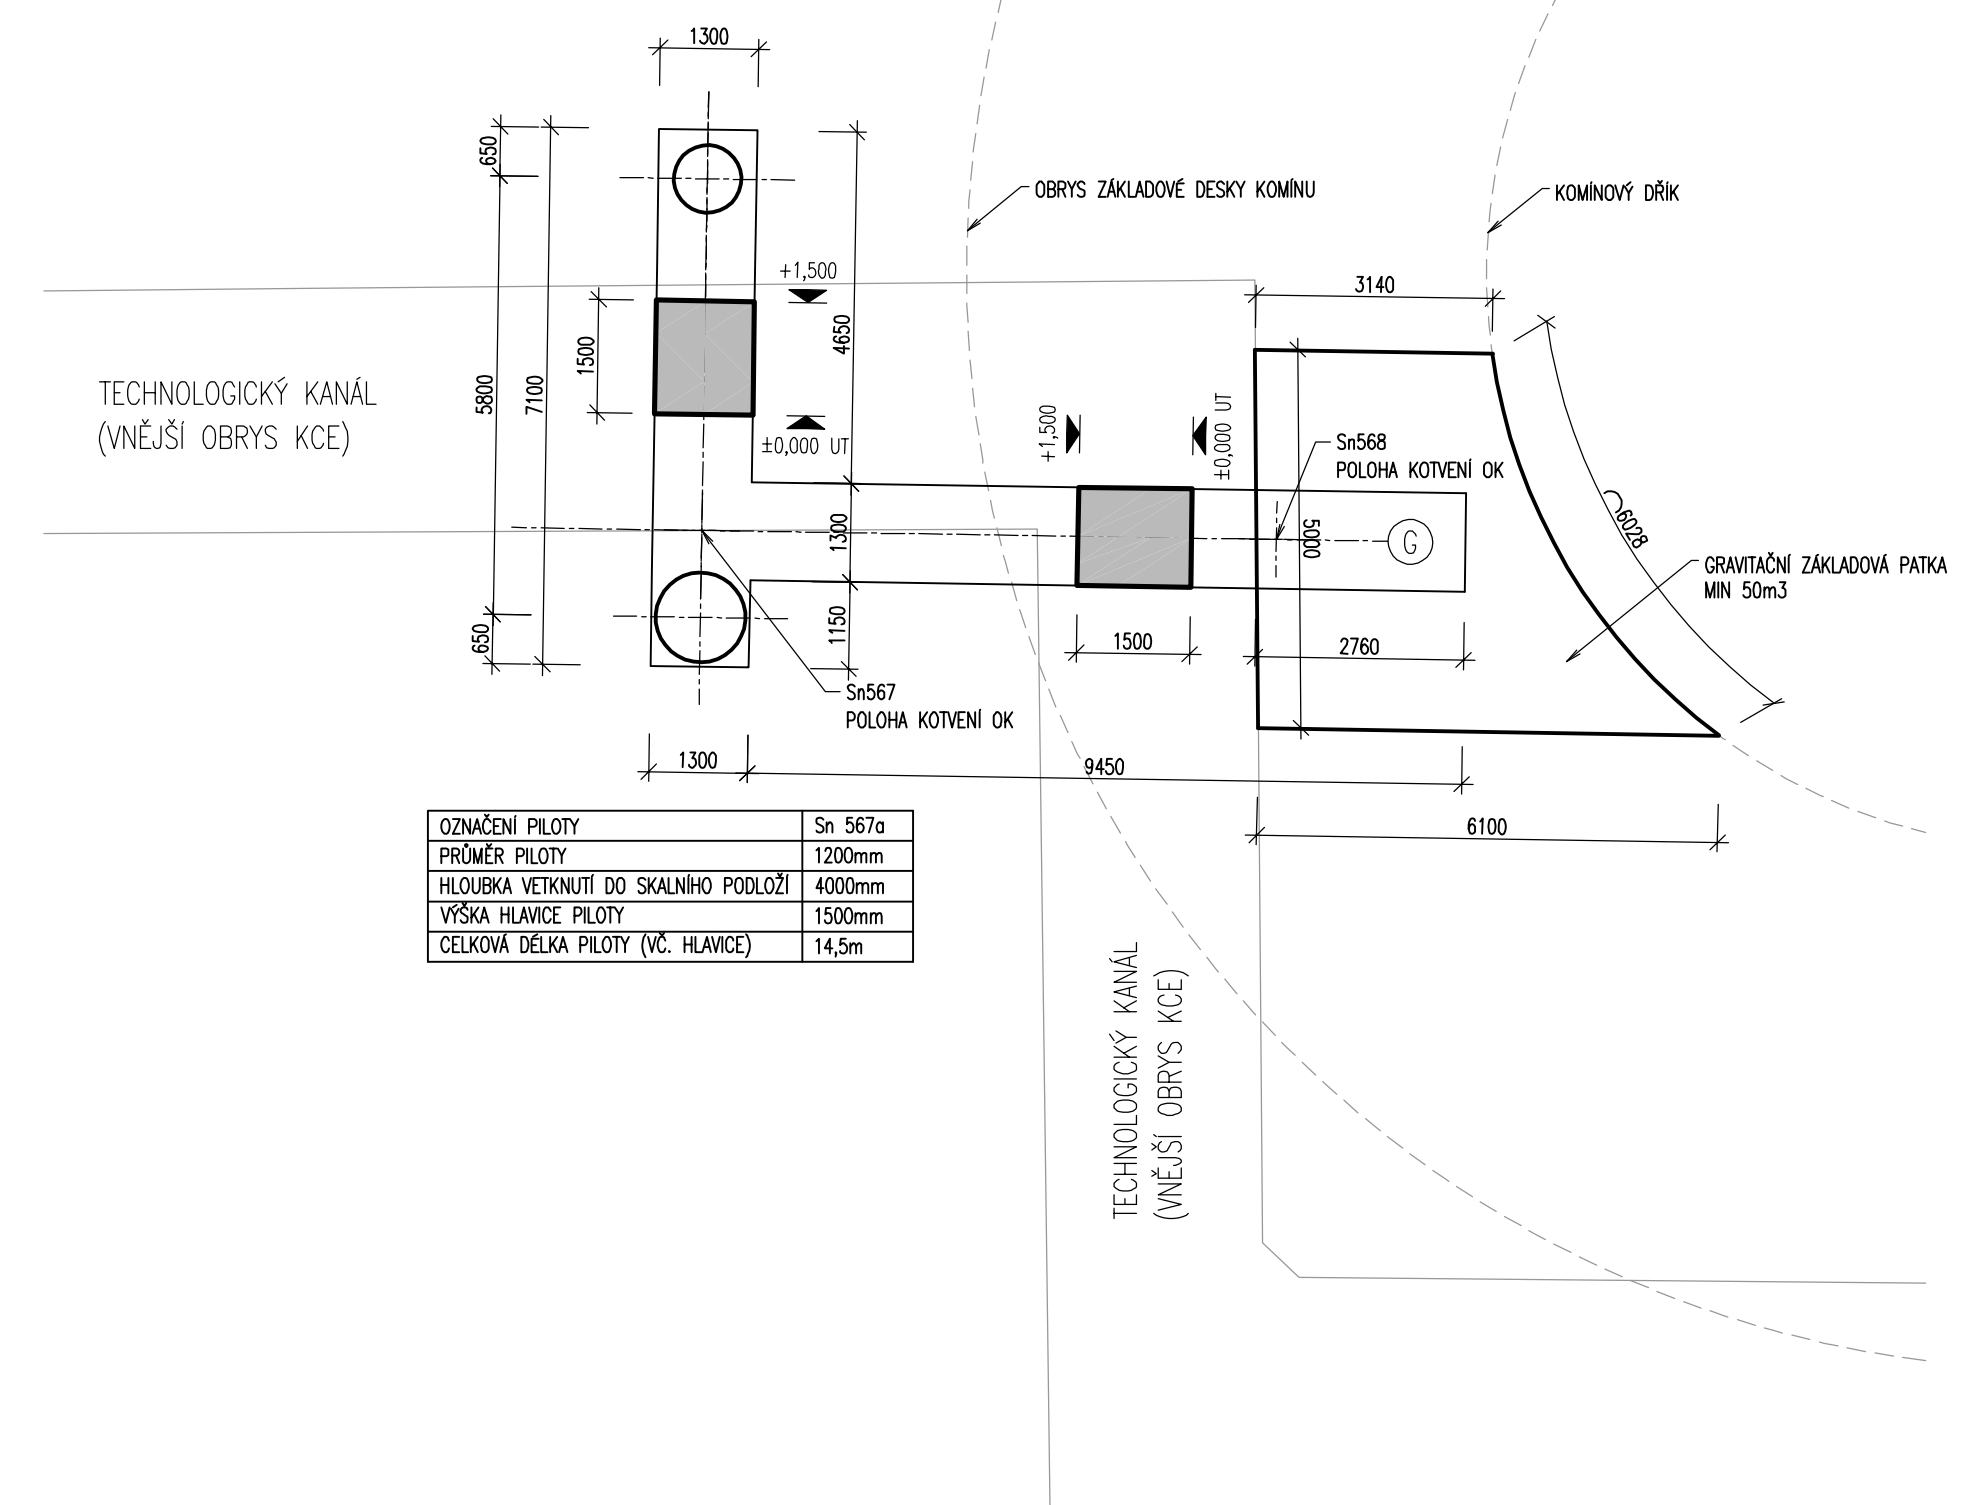 1300
650
7100
5800
650
1500
4650
1300
1150
+1,500
±0,000 UT
OBRYS ZÁKLADOVÉ DESKY KOMÍNU
KOMÍNOVÝ DŘÍK
3140
TECHNOLOGICKÝ KANÁL
(VNĚJŠÍ OBRYS KCE)
+1,500
±0,000 UT
Sn568
POLOHA KOTVENÍ OK
5000
G
6028
GRAVITAČNÍ ZÁKLADOVÁ PATKA
MIN 50m3
1500
2760
Sn567
POLOHA KOTVENÍ OK
1300
9450
6100
OZNAČENÍ PILOTY Sn 567a
PRŮMĚR PILOTY 1200mm
HLOUBKA VETKNUTÍ DO SKALNÍHO PODLOŽÍ 4000mm
VÝŠKA HLAVICE PILOTY 1500mm
CELKOVÁ DÉLKA PILOTY (VČ. HLAVICE) 14,5m
TECHNOLOGICKÝ KANÁL
(VNĚJŠÍ OBRYS KCE)